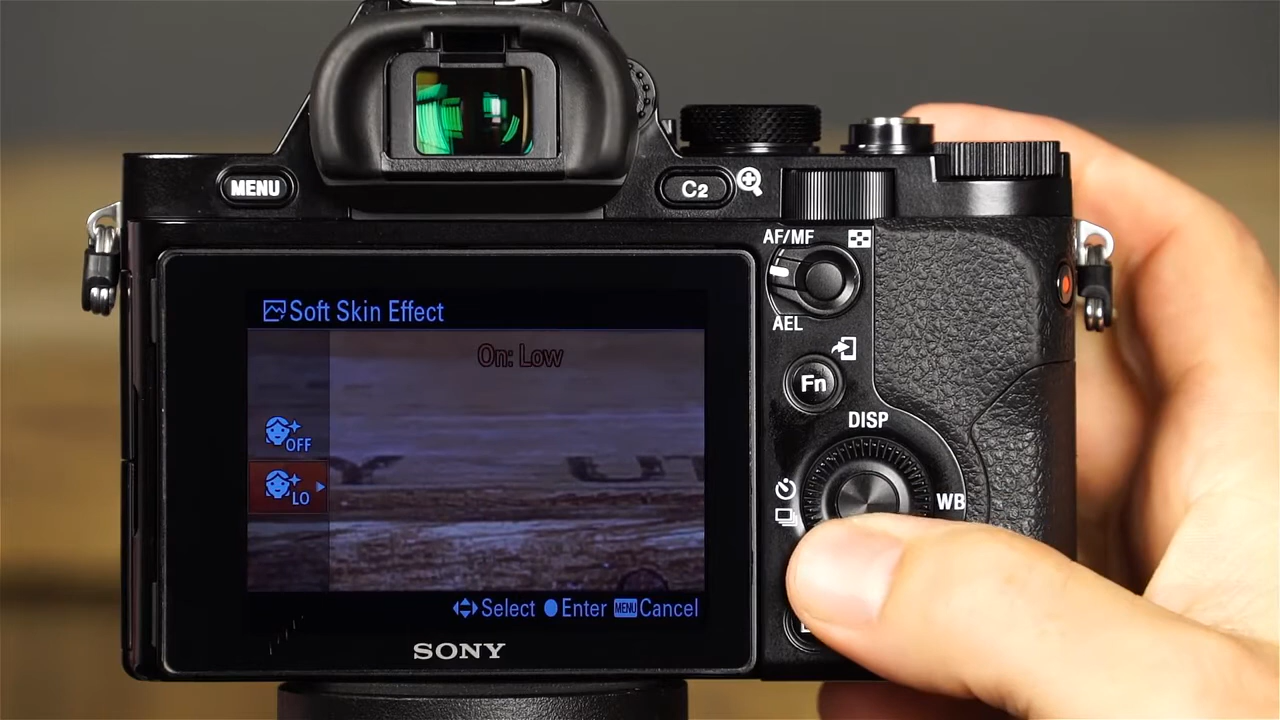 MENU
C2
AF/MF
AEL
Fn
DISP
WB
Soft Skin Effect
On: Low
OFF
LO
Select Enter MENU Cancel
SONY